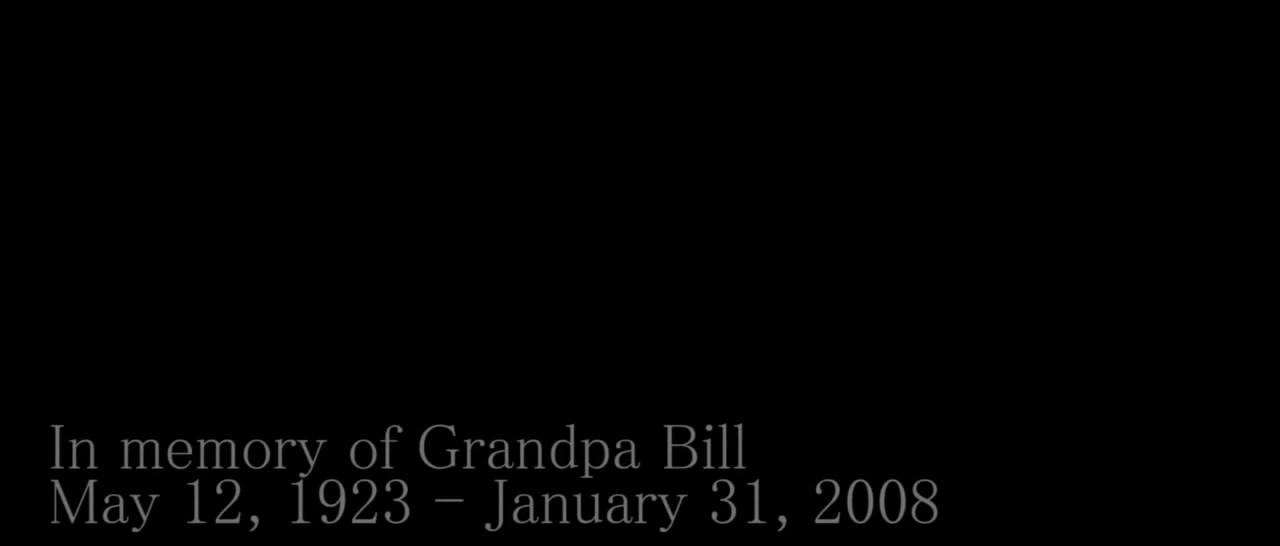 In memory of Grandpa Bill
May 12, 1923 – January 31, 2008